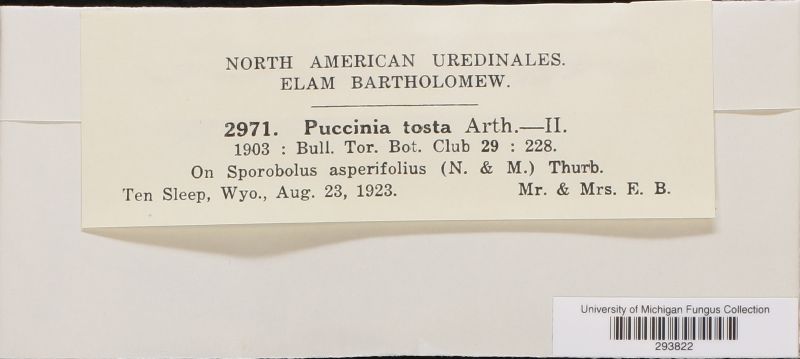 NORTH AMERICAN UREDINALES.
ELAM BARTHOLOMEW.
2971. Puccinia tosta Arth.—II.
1903 : Bull. Tor. Bot. Club 29 : 228.
On Sporobolus asperifolius (N. & M.) Thurb.
Ten Sleep, Wyo., Aug. 23, 1923. Mr. & Mrs. E. B.
University of Michigan Fungus Collection
293822